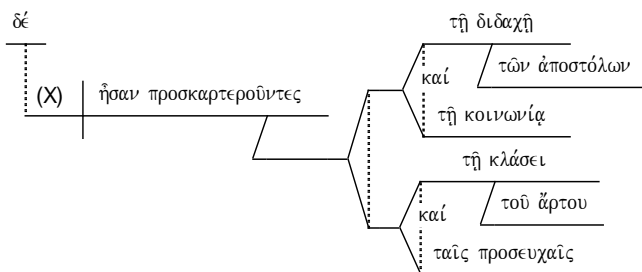 δέ
(X) ἦσαν προσκαρτεροῦντες
τῇ διδαχῇ
τῶν ἀποστόλων
καί
τῇ κοινωνίᾳ
τῇ κλάσει
τοῦ ἄρτου
καί
ταῖς προσευχαῖς